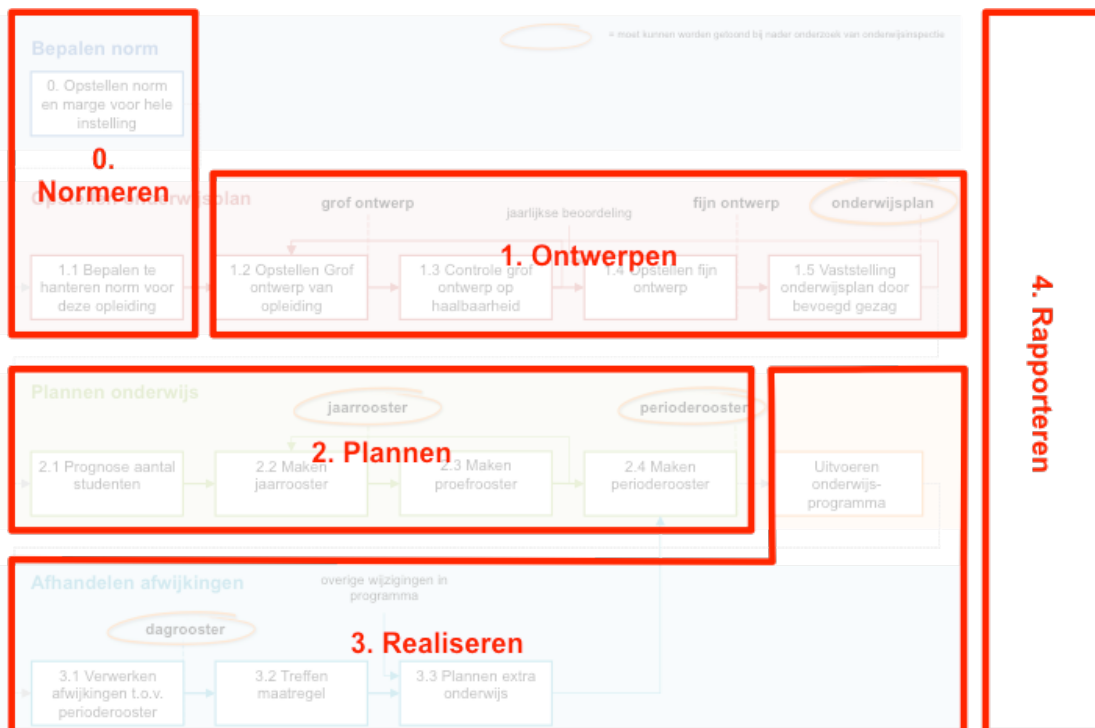 Bepalen norm
= moet kunnen worden getoond bij nader onderzoek van onderwijsinspectie
0. Opstellen norm
en marge voor hele
instelling
0.
Normeren
Opstellen onderwijsplan
grof ontwerp
jaarlijkse beoordeling
fijn ontwerp
onderwijsplan
1. Ontwerpen
1.1 Bepalen te
hanteren norm voor
deze opleiding
1.2 Opstellen Grof
ontwerp van
opleiding
1.3 Controle grof
ontwerp op
haalbaarheid
1.4 Opstellen fijn
ontwerp
1.5 Vaststelling
onderwijsplan door
bevoegd gezag
4. Rapporteren
Plannen onderwijs
jaarrooster
perioderooster
2. Plannen
2.1 Prognose aantal
studenten
2.2 Maken
jaarrooster
2.3 Maken
proefrooster
2.4 Maken
perioderooster
Uitvoeren
onderwijs-
programma
Afhandelen afwijkingen
overige wijzigingen in
programma
dagrooster
3. Realiseren
3.1 Verwerken
afwijkingen t.o.v.
perioderooster
3.2 Treffen
maatregel
3.3 Plannen extra
onderwijs